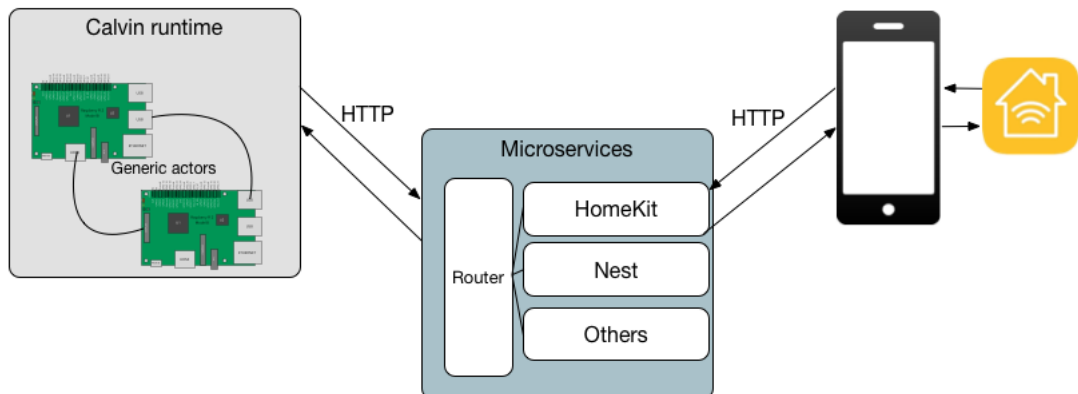 Calvin runtime
Generic actors
HTTP
Microservices
Router
HomeKit
Nest
Others
HTTP